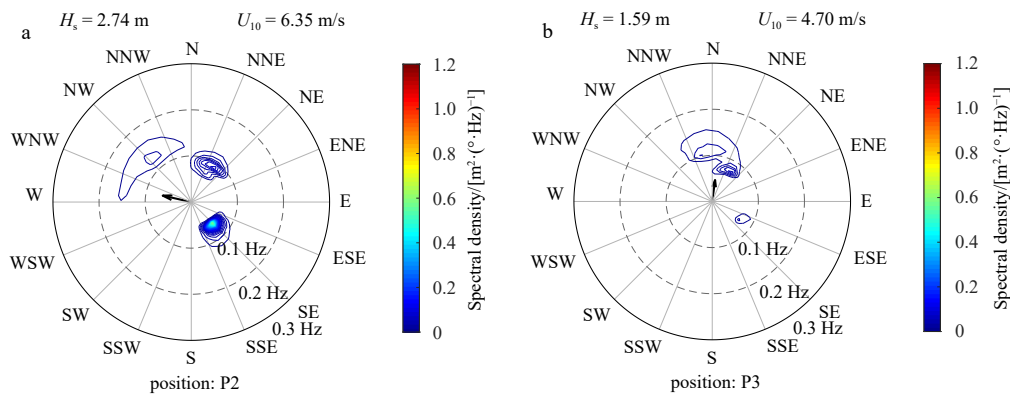 a
Hs = 2.74 m
U10 = 6.35 m/s
N
NNE
NE
ENE
E
ESE
SE
SSE
S
SSW
SW
WSW
W
WNW
NW
NNW
0.1 Hz
0.2 Hz
0.3 Hz
1.2
1.0
0.8
0.6
0.4
0.2
0
Spectral density/[m²·(°·Hz)⁻¹]
position: P2
b
Hs = 1.59 m
U10 = 4.70 m/s
N
NNE
NE
ENE
E
ESE
SE
SSE
S
SSW
SW
WSW
W
WNW
NW
NNW
0.1 Hz
0.2 Hz
0.3 Hz
1.2
1.0
0.8
0.6
0.4
0.2
0
Spectral density/[m²·(°·Hz)⁻¹]
position: P3